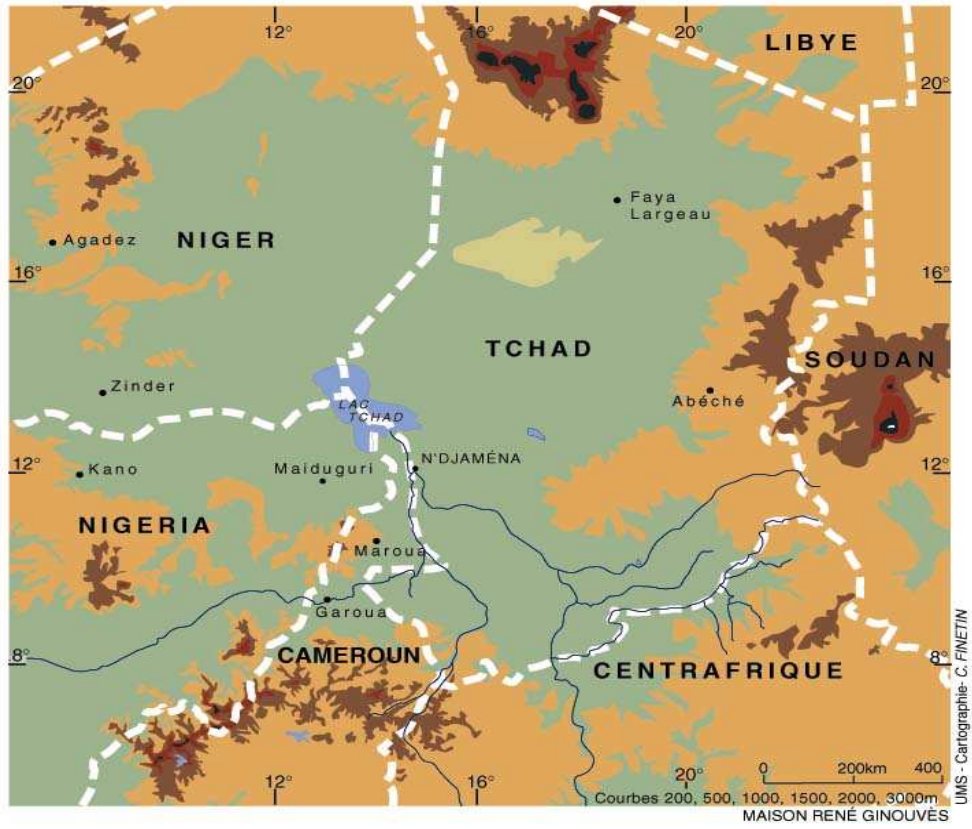 12°
16°
20°
LIBYE
20°
20°
Faya
Largeau
Agadez
NIGER
16°
16°
TCHAD
SOUDAN
Zinder
Abéché
LAC
TCHAD
N'DJAMÉNA
12°
Kano
Maiduguri
12°
NIGERIA
Maroua
Garoua
CAMEROUN
CENTRAFRIQUE
8°
8°
12°
16°
20°
0 200km 400
Courbes 200, 500, 1000, 1500, 2000, 3000m
MAISON RENÉ GINOUVÈS
UMS - Cartographie- C. FINETIN